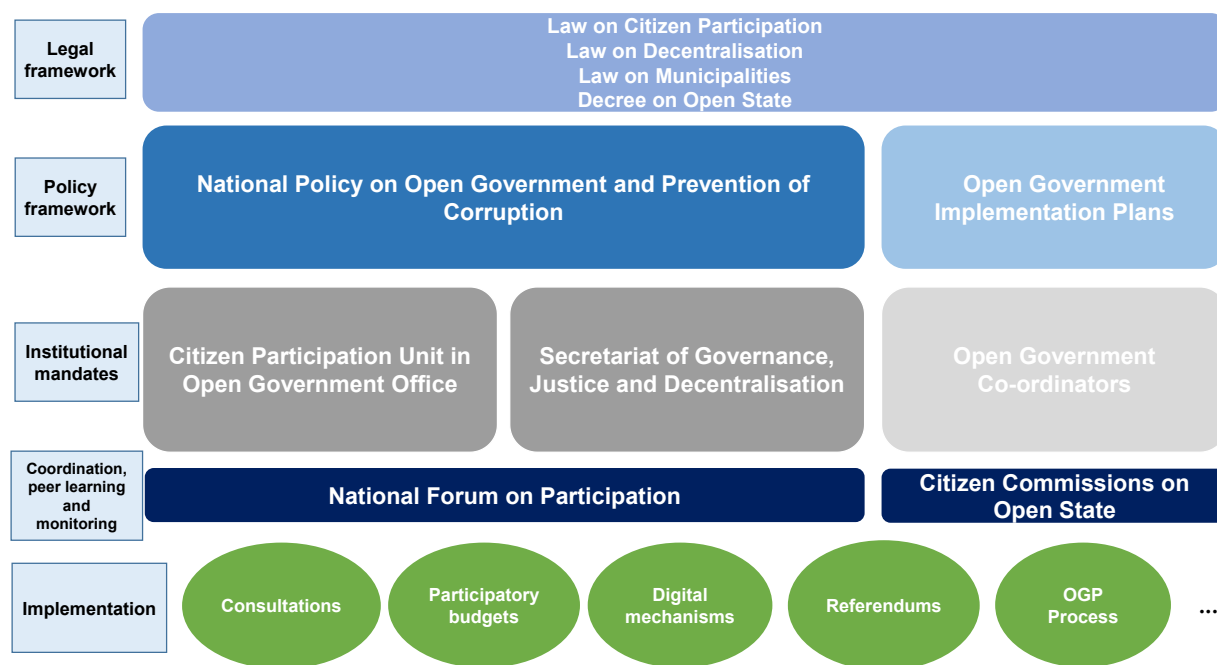 Legal
framework
Law on Citizen Participation
Law on Decentralisation
Law on Municipalities
Decree on Open State
Policy
framework
National Policy on Open Government and Prevention of
Corruption
Open Government
Implementation Plans
Institutional
mandates
Citizen Participation Unit in
Open Government Office
Secretariat of Governance,
Justice and Decentralisation
Open Government
Co-ordinators
Coordination,
peer learning
and
monitoring
National Forum on Participation
Citizen Commissions on
Open State
Implementation
Consultations
Participatory
budgets
Digital
mechanisms
Referendums
OGP
Process
...